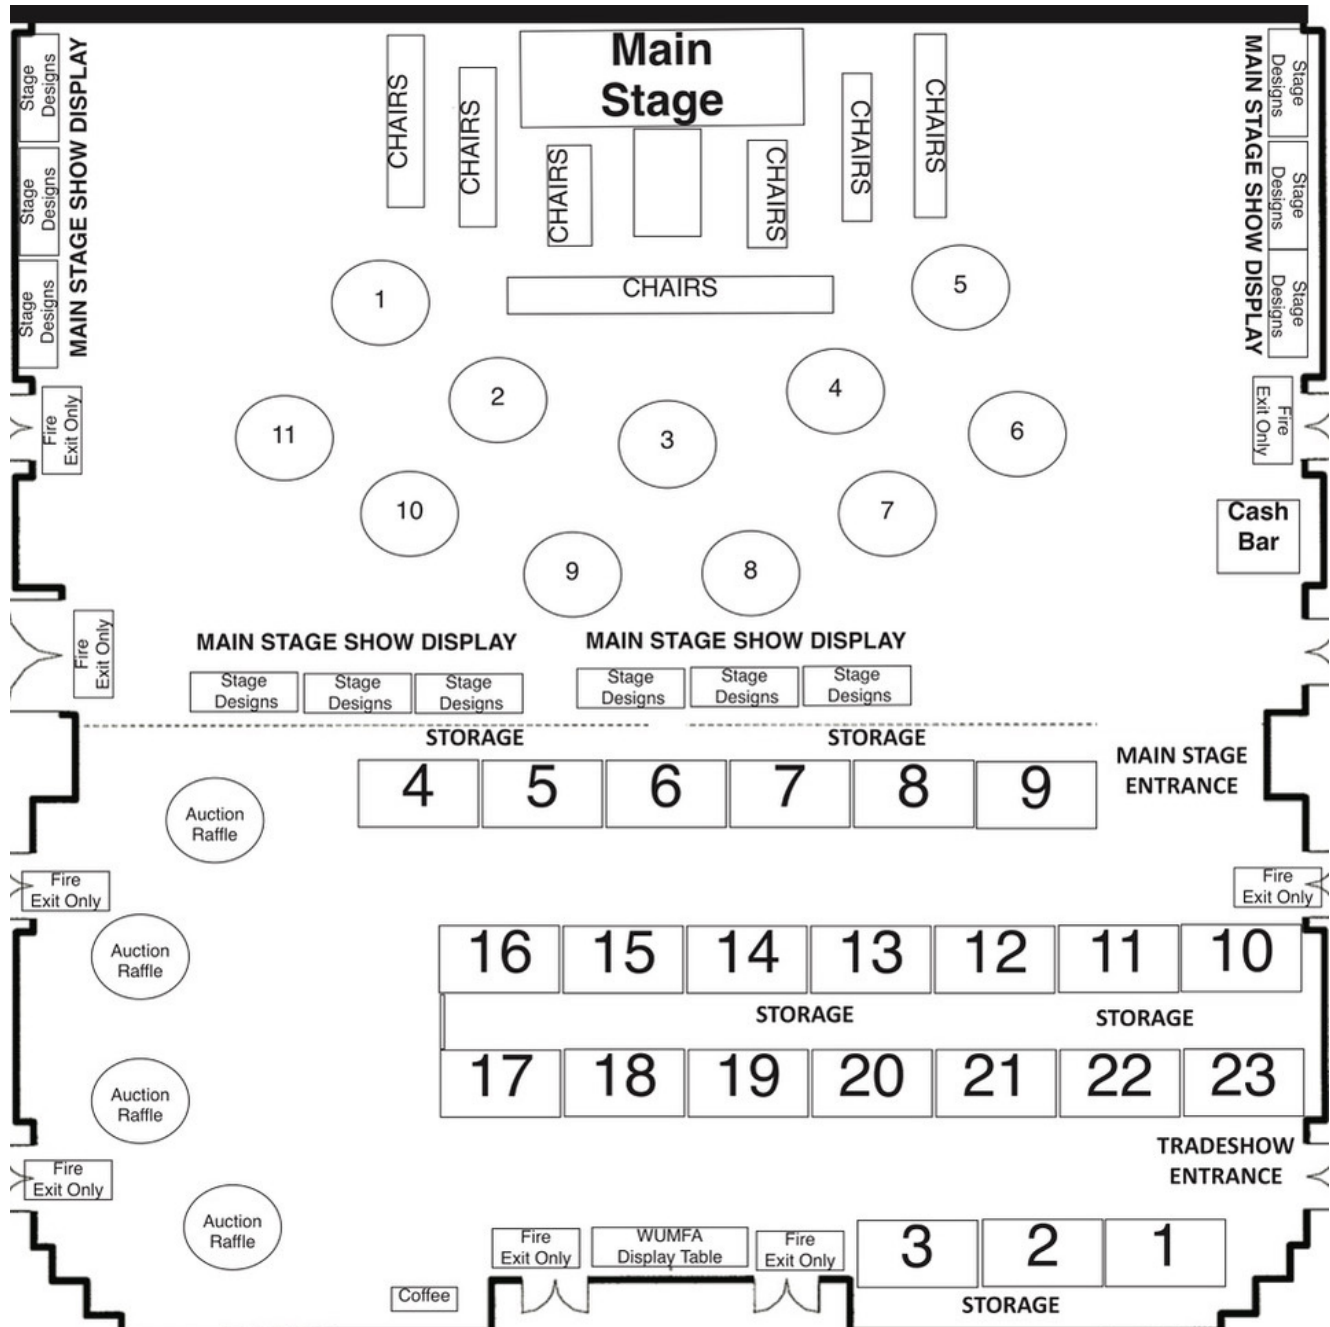 Main
Stage
CHAIRS
CHAIRS
CHAIRS
CHAIRS
CHAIRS
CHAIRS
CHAIRS
Stage
Designs
Stage
Designs
Stage
Designs
MAIN STAGE SHOW DISPLAY
Stage
Designs
Stage
Designs
Stage
Designs
MAIN STAGE SHOW DISPLAY
1
5
2
4
11
3
6
10
7
9
8
Fire
Exit Only
Fire
Exit Only
Cash
Bar
Fire
Exit Only
MAIN STAGE SHOW DISPLAY
MAIN STAGE SHOW DISPLAY
Stage
Designs
Stage
Designs
Stage
Designs
Stage
Designs
Stage
Designs
Stage
Designs
STORAGE
STORAGE
4 5 6 7 8 9
MAIN STAGE
ENTRANCE
Auction
Raffle
Fire
Exit Only
Fire
Exit Only
Auction
Raffle
16 15 14 13 12 11 10
STORAGE
STORAGE
17 18 19 20 21 22 23
Auction
Raffle
TRADESHOW
ENTRANCE
Fire
Exit Only
Auction
Raffle
Fire
Exit Only
WUMFA
Display Table
Fire
Exit Only
3 2 1
Coffee
STORAGE